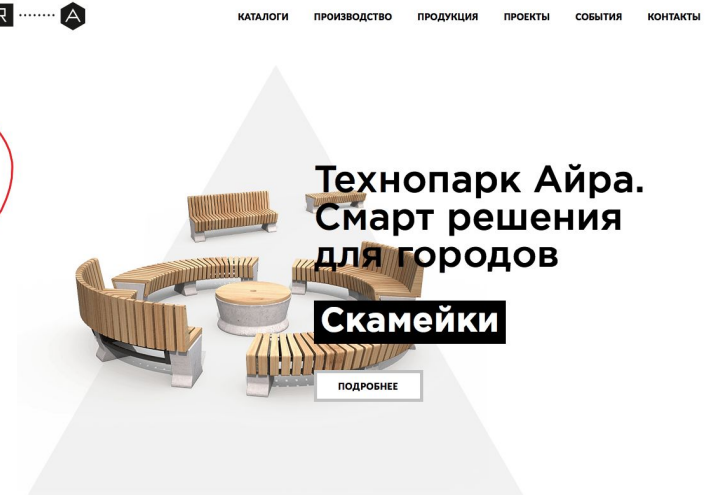 R A
КАТАЛОГИ ПРОИЗВОДСТВО ПРОДУКЦИЯ ПРОЕКТЫ СОБЫТИЯ КОНТАКТЫ
Технопарк Айра.
Смарт решения
для городов
Скамейки
ПОДРОБНЕЕ